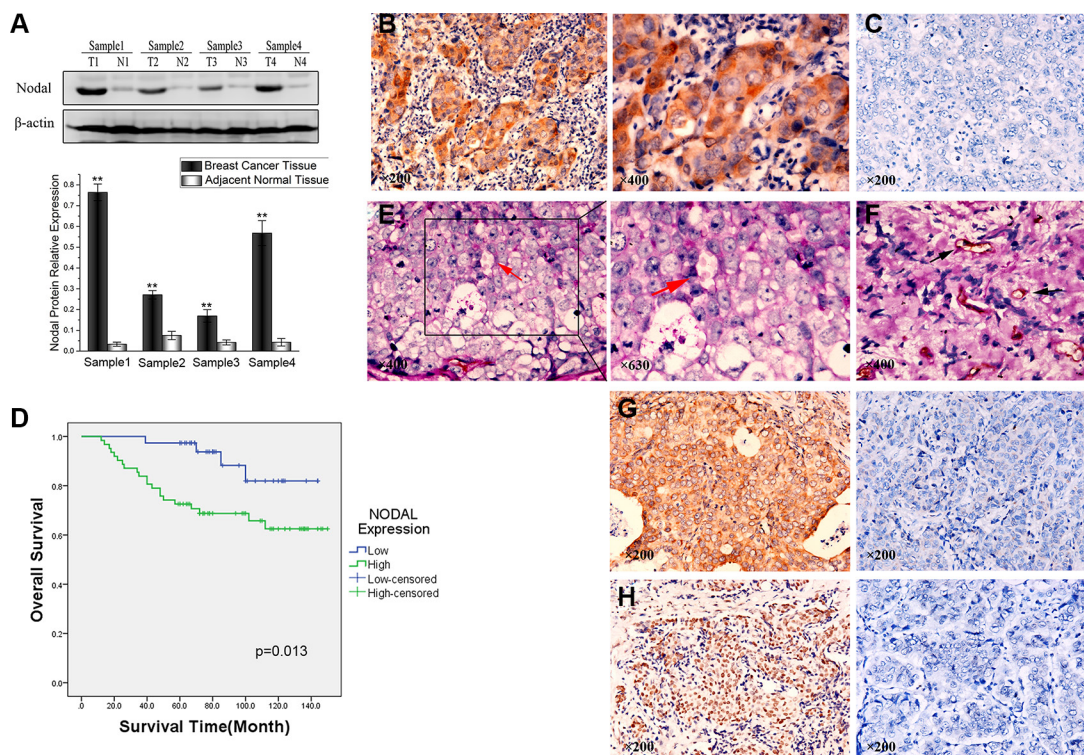 A
Sample1 Sample2 Sample3 Sample4
T1 N1 T2 N2 T3 N3 T4 N4
Nodal
β-actin
Breast Cancer Tissue
Adjacent Normal Tissue
Nodal Protein Relative Expression
0.8
0.7
0.6
0.5
0.4
0.3
0.2
0.1
0.0
**
**
**
**
Sample1 Sample2 Sample3 Sample4
B
×200
×400
C
×200
E
×400
×630
F
×400
D
Overall Survival
1.0
0.8
0.6
0.4
0.2
0.0
p=0.013
.0 20.0 40.0 60.0 80.0 100.0 120.0 140.0
Survival Time(Month)
NODAL
Expression
Low
High
Low-censored
High-censored
G
×200
×200
H
×200
×200